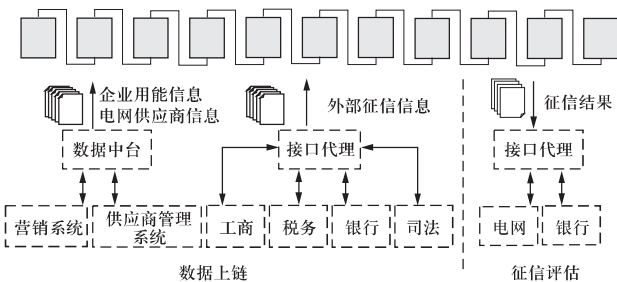 企业用能信息
电网供应商信息
外部征信信息
征信结果
数据中台
接口代理
接口代理
营销系统
供应商管理
系统
工商
税务
银行
司法
电网
银行
数据上链
征信评估